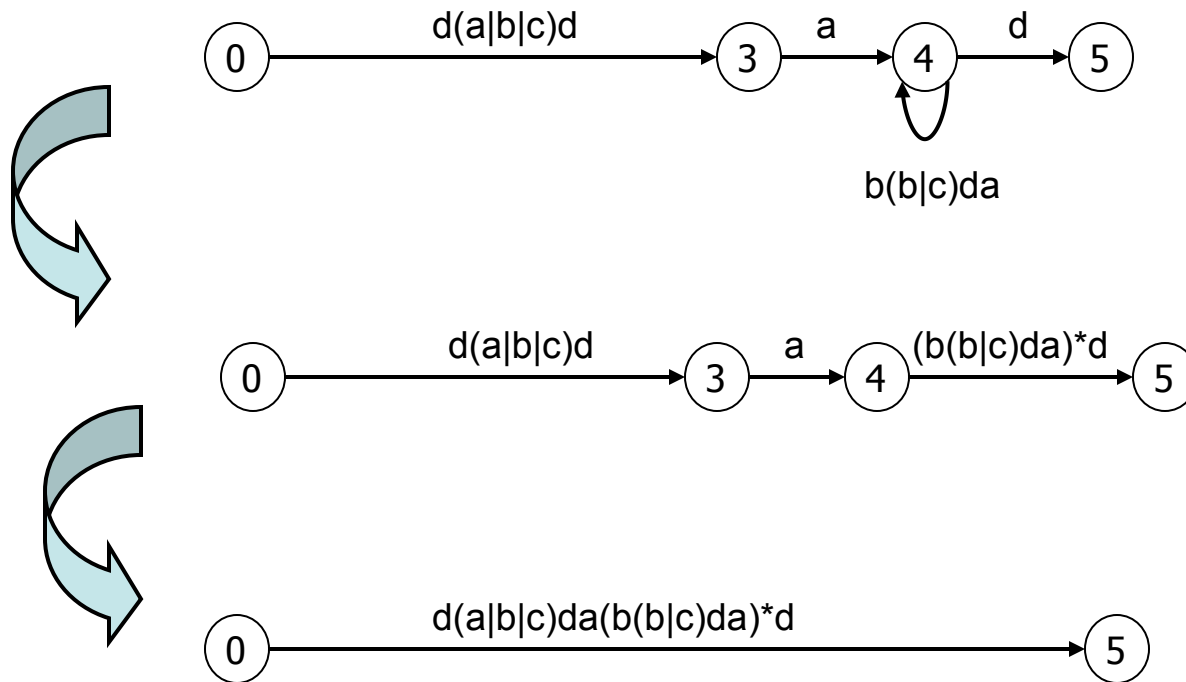 d(a|b|c)d a d
0 3 4 5
b(b|c)da
d(a|b|c)d a (b(b|c)da)*d
0 3 4 5
d(a|b|c)da(b(b|c)da)*d
0 5